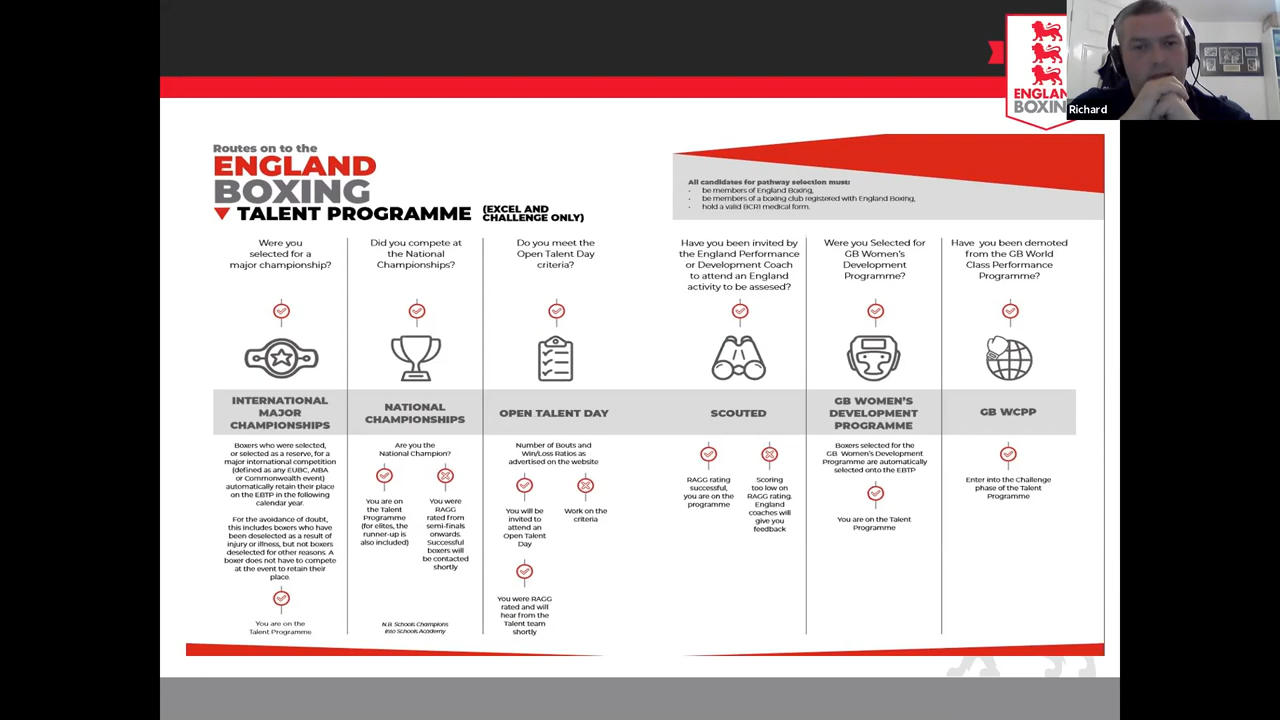 ENGLAND
BOXING
Richard
Routes on to the
ENGLAND
BOXING
TALENT PROGRAMME (EXCEL AND
CHALLENGE ONLY)
All candidates for pathway selection must:
• be members of England Boxing,
• be members of a boxing club registered with England Boxing,
• hold a valid BCR1 medical form.
Were you
selected for a
major championship?
INTERNATIONAL
MAJOR
CHAMPIONSHIPS
Boxers who were selected,
or selected as a reserve, for a
major international competition
(defined as any EUBC, AIBA
or Commonwealth event)
automatically retain their place
on the EBTP in the following
calendar year.
For the avoidance of doubt,
this includes boxers who have
been deselected as a result of
injury or illness, but not boxers
deselected for other reasons. A
boxer does not have to compete
at the event to retain their
place.
You are on the
Talent Programme
Did you compete at
the National
Championships?
NATIONAL
CHAMPIONSHIPS
Are you the
National Champion?
You are on
the Talent
Programme
(for elites, the
runner-up is
also included)
You were
RAGG
rated from
semi-finals
onwards.
Successful
boxers will
be contacted
shortly
N.B. Schools Champions
into Schools Academy
Do you meet the
Open Talent Day
criteria?
OPEN TALENT DAY
Number of Bouts and
Win/Loss Ratios as
advertised on the website
You will be
invited to
attend an
Open Talent
Day
Work on the
criteria
You were RAGG
rated and will
hear from the
Talent team
shortly
Have you been invited by
the England Performance
or Development Coach
to attend an England
activity to be assesed?
SCOUTED
RAGG rating
successful,
you are on the
programme
Scoring
too low on
RAGG rating.
England
coaches will
give you
feedback
Were you Selected for
GB Women's
Development
Programme?
GB WOMEN'S
DEVELOPMENT
PROGRAMME
Boxers selected for the
GB Women's Development
Programme are automatically
selected onto the EBTP
You are on the Talent
Programme
Have you been demoted
from the GB World
Class Performance
Programme?
GB WCPP
Enter into the Challenge
phase of the Talent
Programme